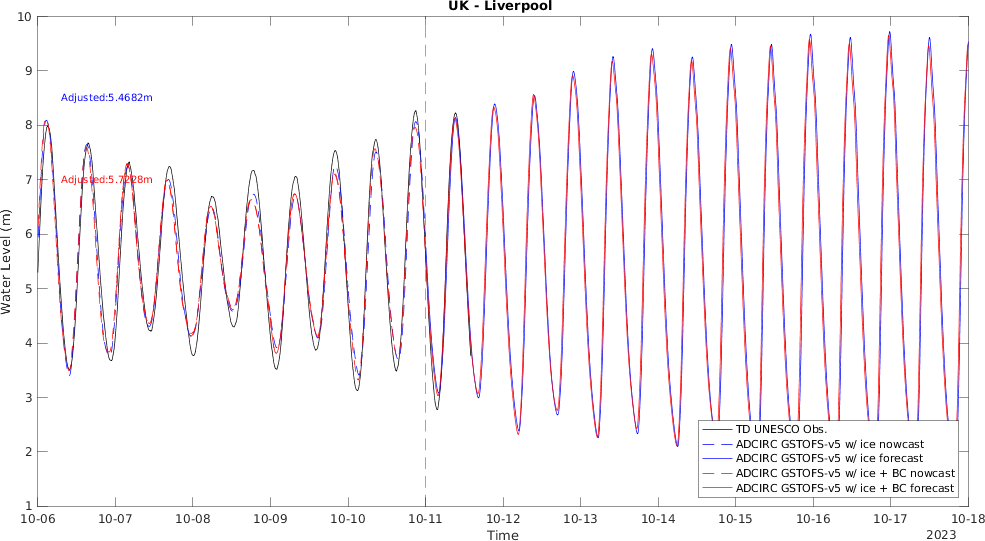 UK - Liverpool
10
9
8
7
6
5
4
3
2
1
Water Level (m)
Adjusted:5.4682m
Adjusted:5.7228m
TD UNESCO Obs.
ADCIRC GSTOFS-v5 w/ ice nowcast
ADCIRC GSTOFS-v5 w/ ice forecast
ADCIRC GSTOFS-v5 w/ ice + BC nowcast
ADCIRC GSTOFS-v5 w/ ice + BC forecast
10-06 10-07 10-08 10-09 10-10 10-11 10-12 10-13 10-14 10-15 10-16 10-17 10-18
Time
2023